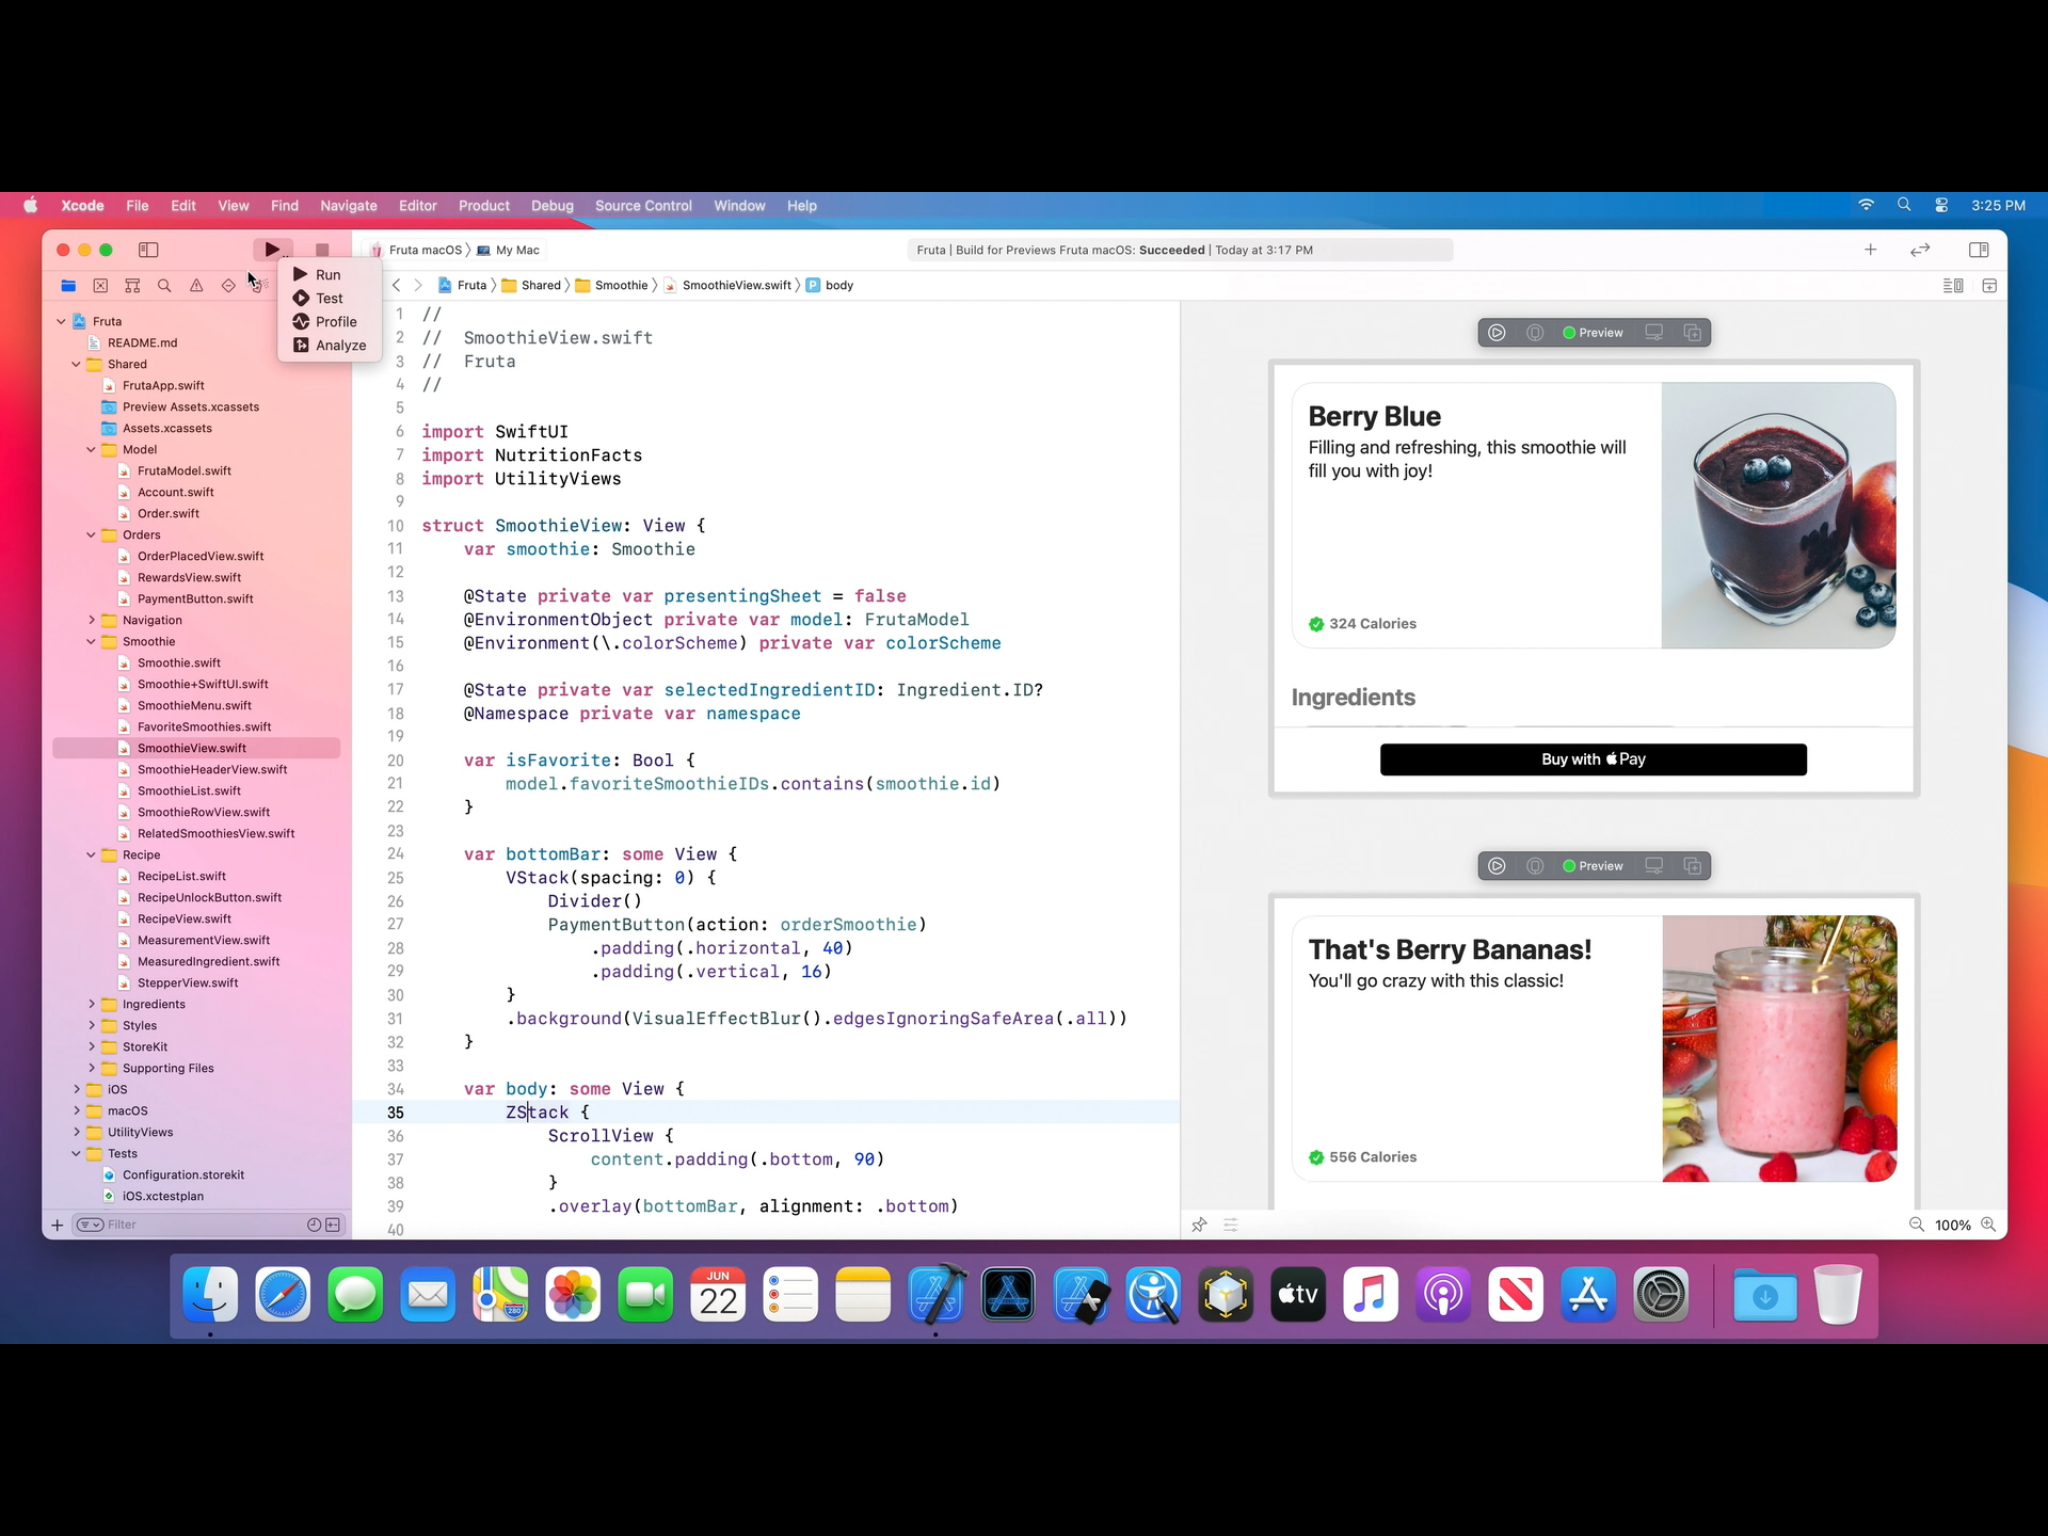 Xcode File Edit View Find Navigate Editor Product Debug Source Control Window Help 3:25 PM
Fruta macOS My Mac
Fruta | Build for Previews Fruta macOS: Succeeded | Today at 3:17 PM
Run
Test
Profile
Analyze
Fruta Shared Smoothie SmoothieView.swift P body
Fruta
README.md
Shared
FrutaApp.swift
Preview Assets.xcassets
Assets.xcassets
Model
FrutaModel.swift
Account.swift
Order.swift
Orders
OrderPlacedView.swift
RewardsView.swift
PaymentButton.swift
Navigation
Smoothie
Smoothie.swift
Smoothie+SwiftUI.swift
SmoothieMenu.swift
FavoriteSmoothies.swift
SmoothieView.swift
SmoothieHeaderView.swift
SmoothieList.swift
SmoothieRowView.swift
RelatedSmoothiesView.swift
Recipe
RecipeList.swift
RecipeUnlockButton.swift
RecipeView.swift
MeasurementView.swift
MeasuredIngredient.swift
StepperView.swift
Ingredients
Styles
StoreKit
Supporting Files
iOS
macOS
UtilityViews
Tests
Configuration.storekit
iOS.xctestplan
Filter
1 //
2 //  SmoothieView.swift
3 //  Fruta
4 //
5
6 import SwiftUI
7 import NutritionFacts
8 import UtilityViews
9
10 struct SmoothieView: View {
11     var smoothie: Smoothie
12
13     @State private var presentingSheet = false
14     @EnvironmentObject private var model: FrutaModel
15     @Environment(\.colorScheme) private var colorScheme
16
17     @State private var selectedIngredientID: Ingredient.ID?
18     @Namespace private var namespace
19
20     var isFavorite: Bool {
21         model.favoriteSmoothieIDs.contains(smoothie.id)
22     }
23
24     var bottomBar: some View {
25         VStack(spacing: 0) {
26             Divider()
27             PaymentButton(action: orderSmoothie)
28                 .padding(.horizontal, 40)
29                 .padding(.vertical, 16)
30         }
31         .background(VisualEffectBlur().edgesIgnoringSafeArea(.all))
32     }
33
34     var body: some View {
35         ZStack {
36             ScrollView {
37                 content.padding(.bottom, 90)
38             }
39             .overlay(bottomBar, alignment: .bottom)
40
Preview
Berry Blue
Filling and refreshing, this smoothie will
fill you with joy!
324 Calories
Ingredients
Buy with Pay
Preview
That's Berry Bananas!
You'll go crazy with this classic!
556 Calories
100%
280
JUN
22
tv